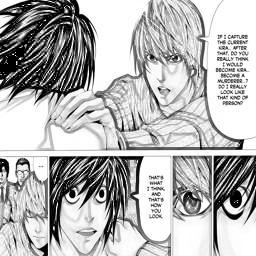 IF I CAPTURE
THE CURRENT
KIRA... AFTER
THAT, DO YOU
REALLY THINK
I WOULD
BECOME KIRA...
BECOME A
MURDERER..?
DO I REALLY
LOOK LIKE
THAT KIND OF
PERSON?
...
THAT'S
WHAT I
THINK,
AND
THAT'S
HOW
YOU
LOOK.